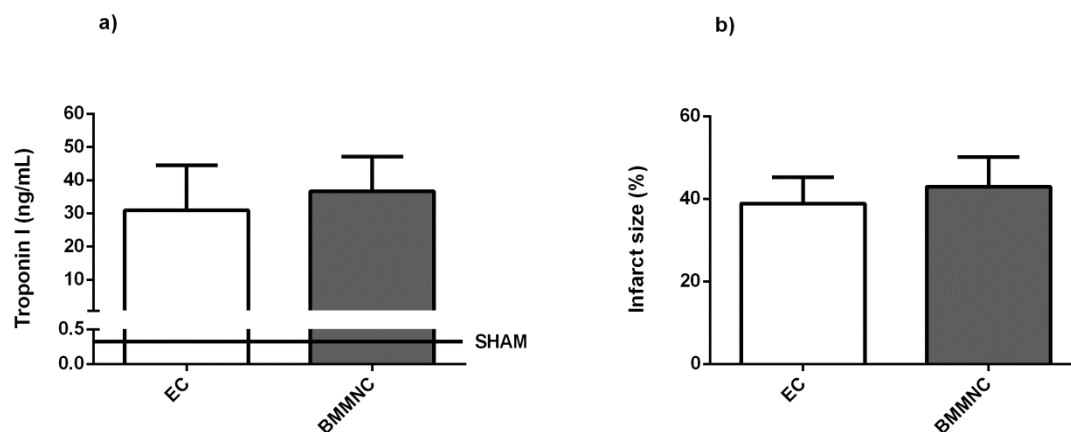 a)
Troponin I (ng/mL)
60
50
40
30
20
10
0.5
0.0
SHAM
EC
BMMNC
b)
Infarct size (%)
60
40
20
0
EC
BMMNC